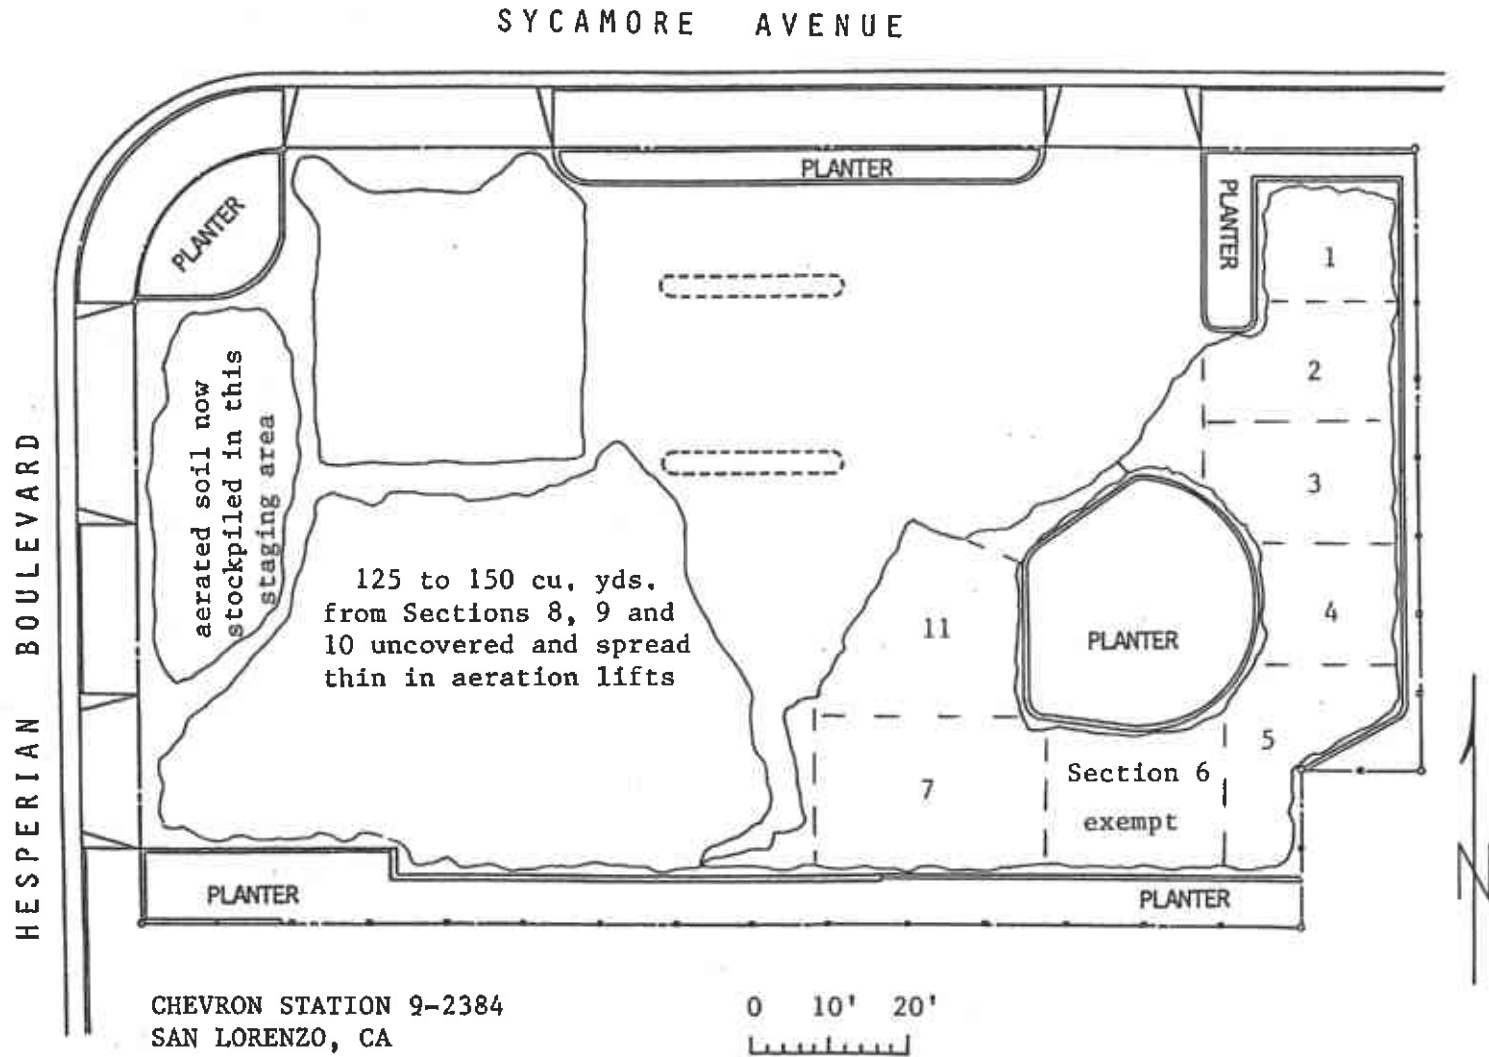 SYCAMORE AVENUE
PLANTER
PLANTER
PLANTER
1
2
3
4
5
aerated soil now
stockpiled in this
staging area
125 to 150 cu. yds.
from Sections 8, 9 and
10 uncovered and spread
thin in aeration lifts
11
PLANTER
7
Section 6
exempt
HESPERIAN BOULEVARD
PLANTER
PLANTER
N
CHEVRON STATION 9-2384
SAN LORENZO, CA
0 10' 20'